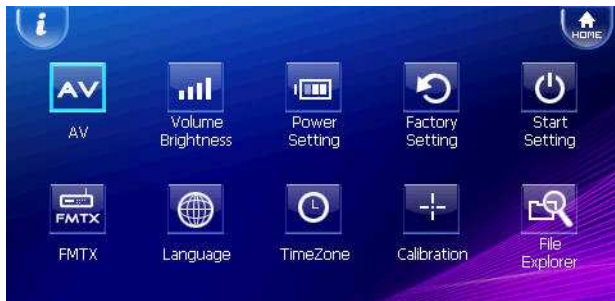 i
HOME
AV
AV
Volume
Brightness
Power
Setting
Factory
Setting
Start
Setting
FMTX
FMTX
Language
TimeZone
Calibration
File
Explorer